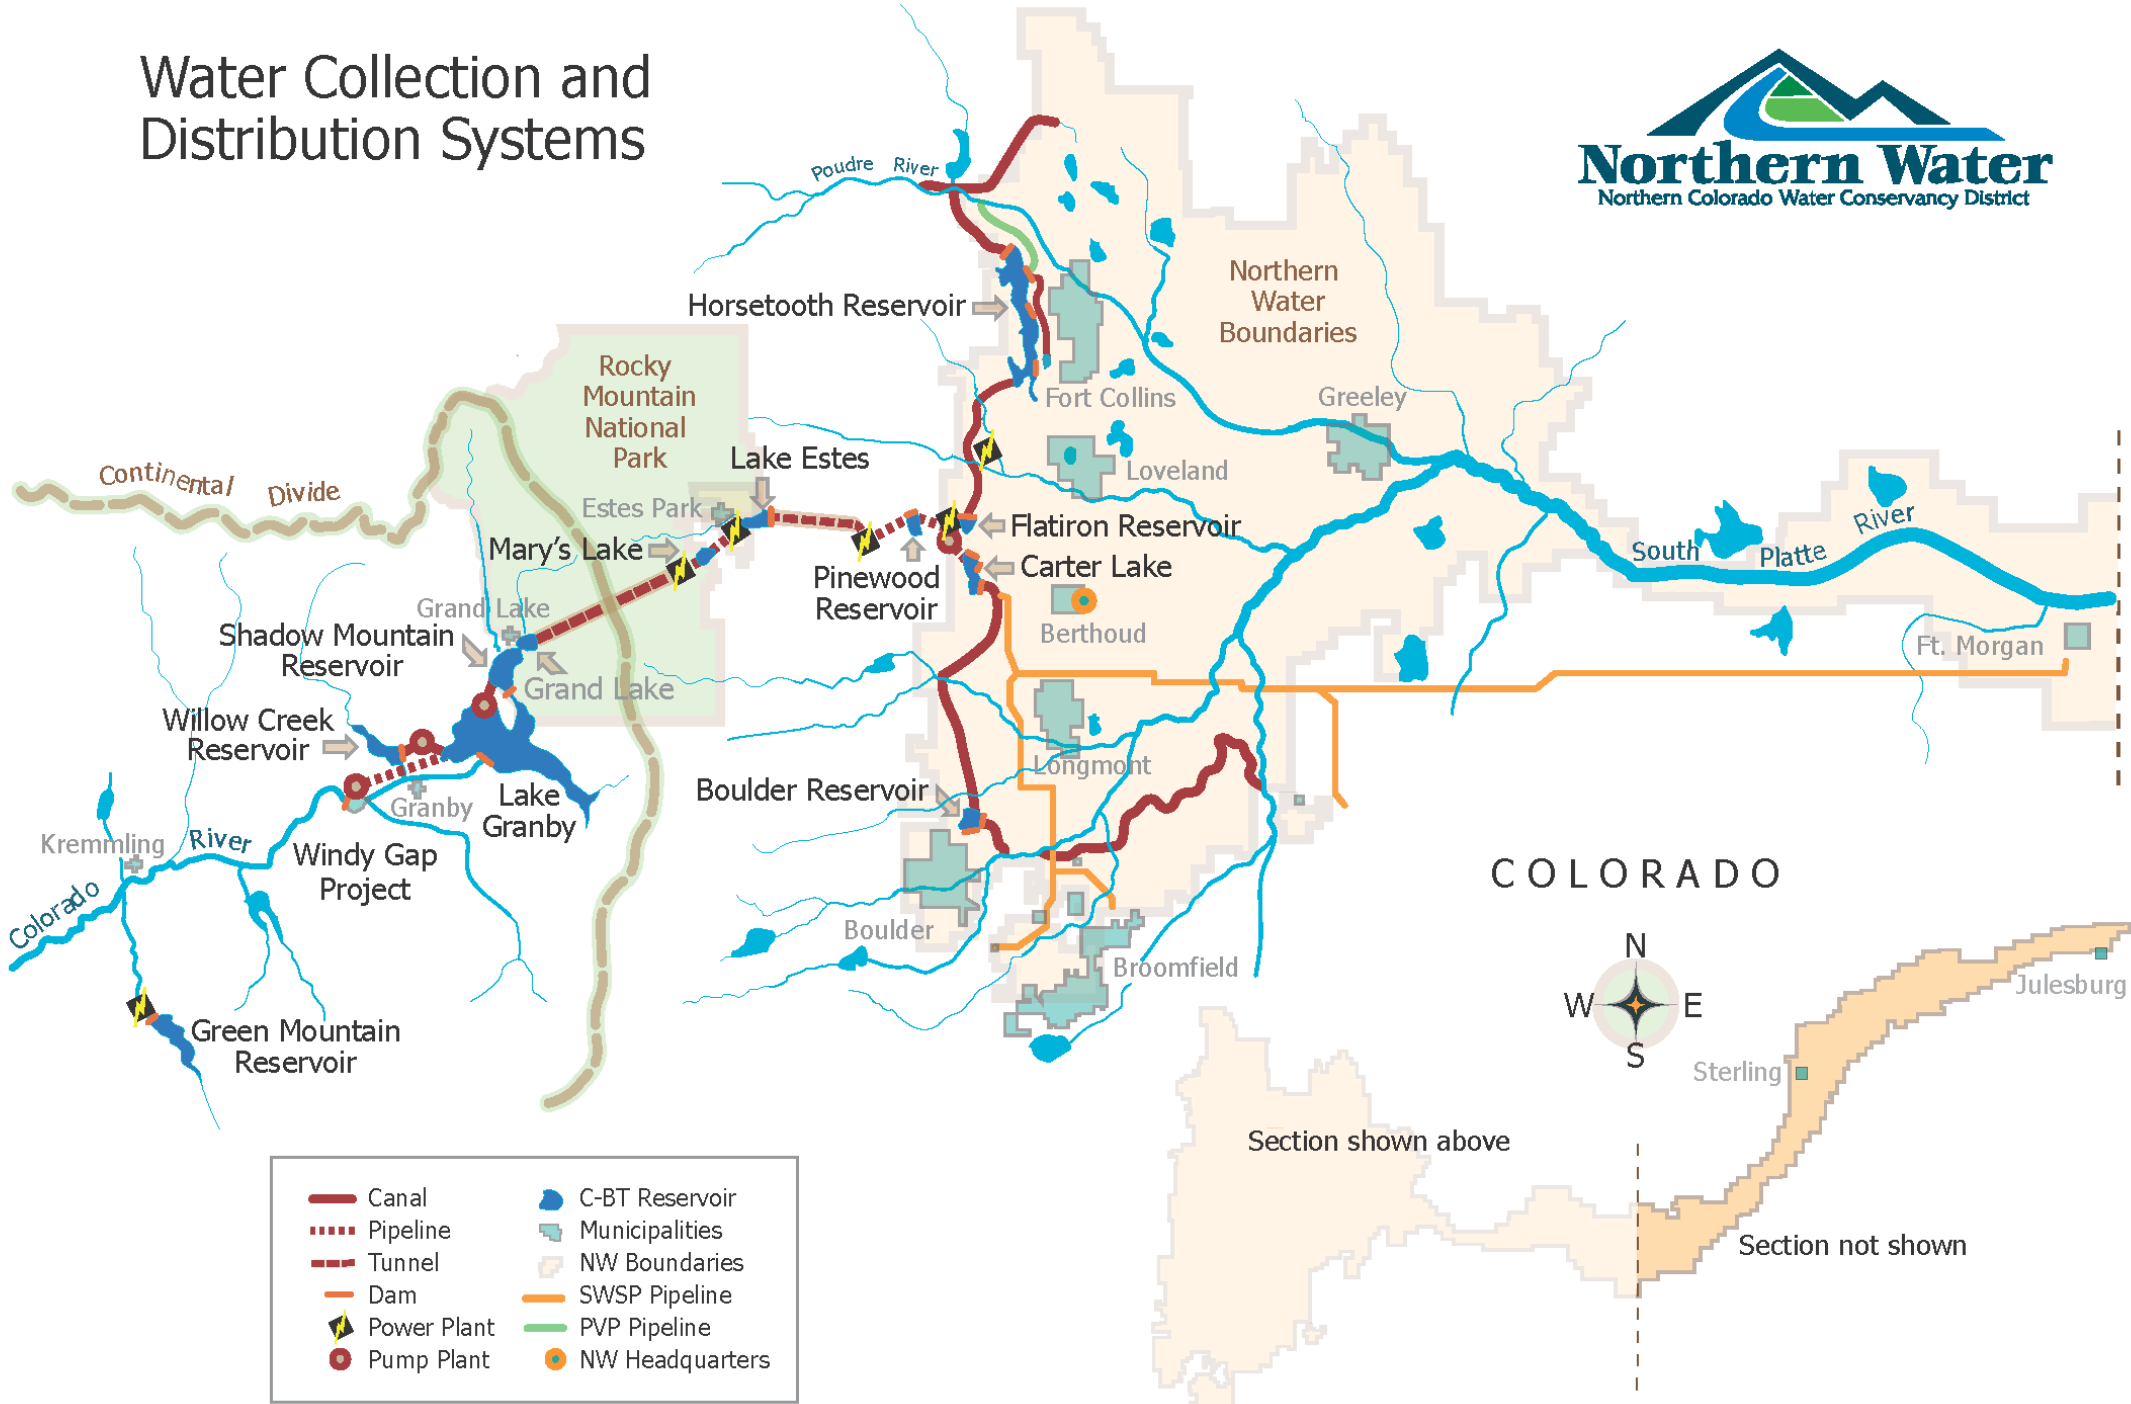 Water Collection and
Distribution Systems
Northern Water
Northern Colorado Water Conservancy District
Poudre River
Horsetooth Reservoir
Northern
Water
Boundaries
Rocky
Mountain
National
Park
Fort Collins
Greeley
Continental Divide
Lake Estes
Loveland
Estes Park
Mary's Lake
Flatiron Reservoir
South Platte River
Pinewood
Reservoir
Carter Lake
Grand Lake
Shadow Mountain
Reservoir
Berthoud
Ft. Morgan
Grand Lake
Willow Creek
Reservoir
Longmont
Boulder Reservoir
Lake
Granby
Granby
Kremmling
Colorado River
Windy Gap
Project
Boulder
Broomfield
Green Mountain
Reservoir
COLORADO
N
W
E
S
Julesburg
Sterling
Section shown above
Section not shown
Canal
Pipeline
Tunnel
Dam
Power Plant
Pump Plant
C-BT Reservoir
Municipalities
NW Boundaries
SWSP Pipeline
PVP Pipeline
NW Headquarters